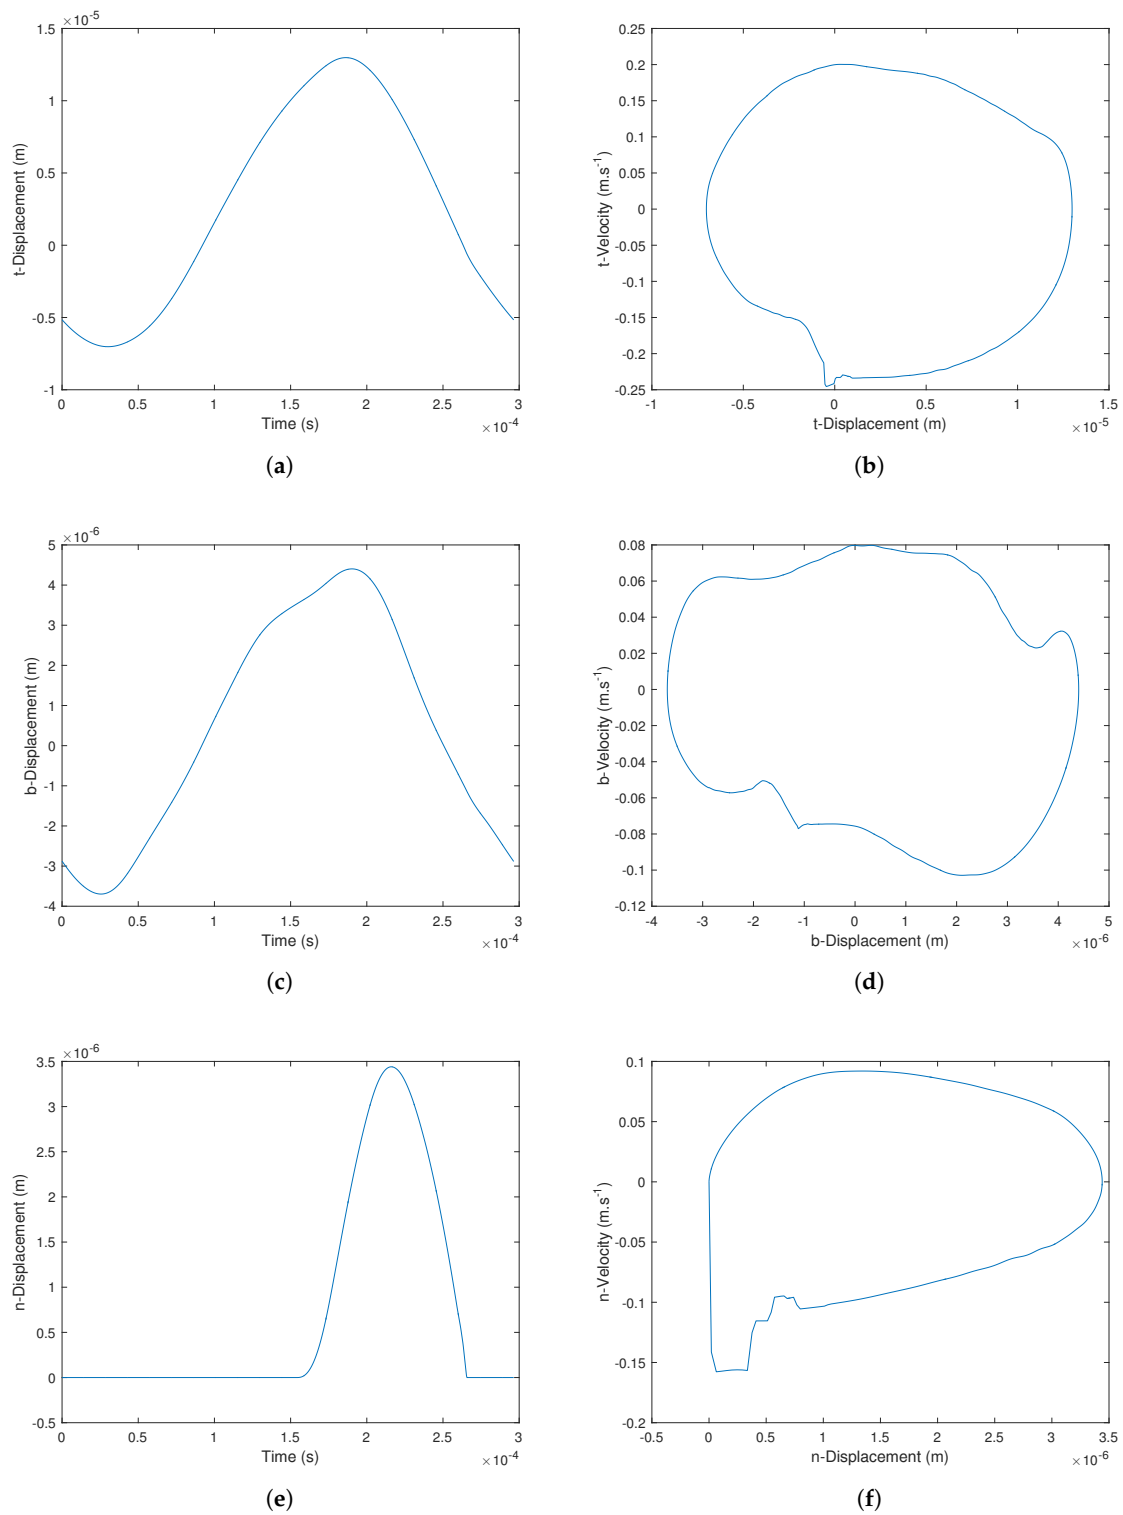 ×10⁻⁵
1.5
1
0.5
0
-0.5
-1
t-Displacement (m)
0 0.5 1 1.5 2 2.5 3
Time (s)
×10⁻⁴
(a)
0.25
0.2
0.15
0.1
0.05
0
-0.05
-0.1
-0.15
-0.2
-0.25
t-Velocity (m.s⁻¹)
-1 -0.5 0 0.5 1 1.5
t-Displacement (m)
×10⁻⁵
(b)
×10⁻⁶
5
4
3
2
1
0
-1
-2
-3
-4
b-Displacement (m)
0 0.5 1 1.5 2 2.5 3
Time (s)
×10⁻⁴
(c)
0.08
0.06
0.04
0.02
0
-0.02
-0.04
-0.06
-0.08
-0.1
-0.12
b-Velocity (m.s⁻¹)
-4 -3 -2 -1 0 1 2 3 4 5
b-Displacement (m)
×10⁻⁶
(d)
×10⁻⁶
3.5
3
2.5
2
1.5
1
0.5
0
-0.5
n-Displacement (m)
0 0.5 1 1.5 2 2.5 3
Time (s)
×10⁻⁴
(e)
0.1
0.05
0
-0.05
-0.1
-0.15
-0.2
n-Velocity (m.s⁻¹)
-0.5 0 0.5 1 1.5 2 2.5 3 3.5
n-Displacement (m)
×10⁻⁶
(f)